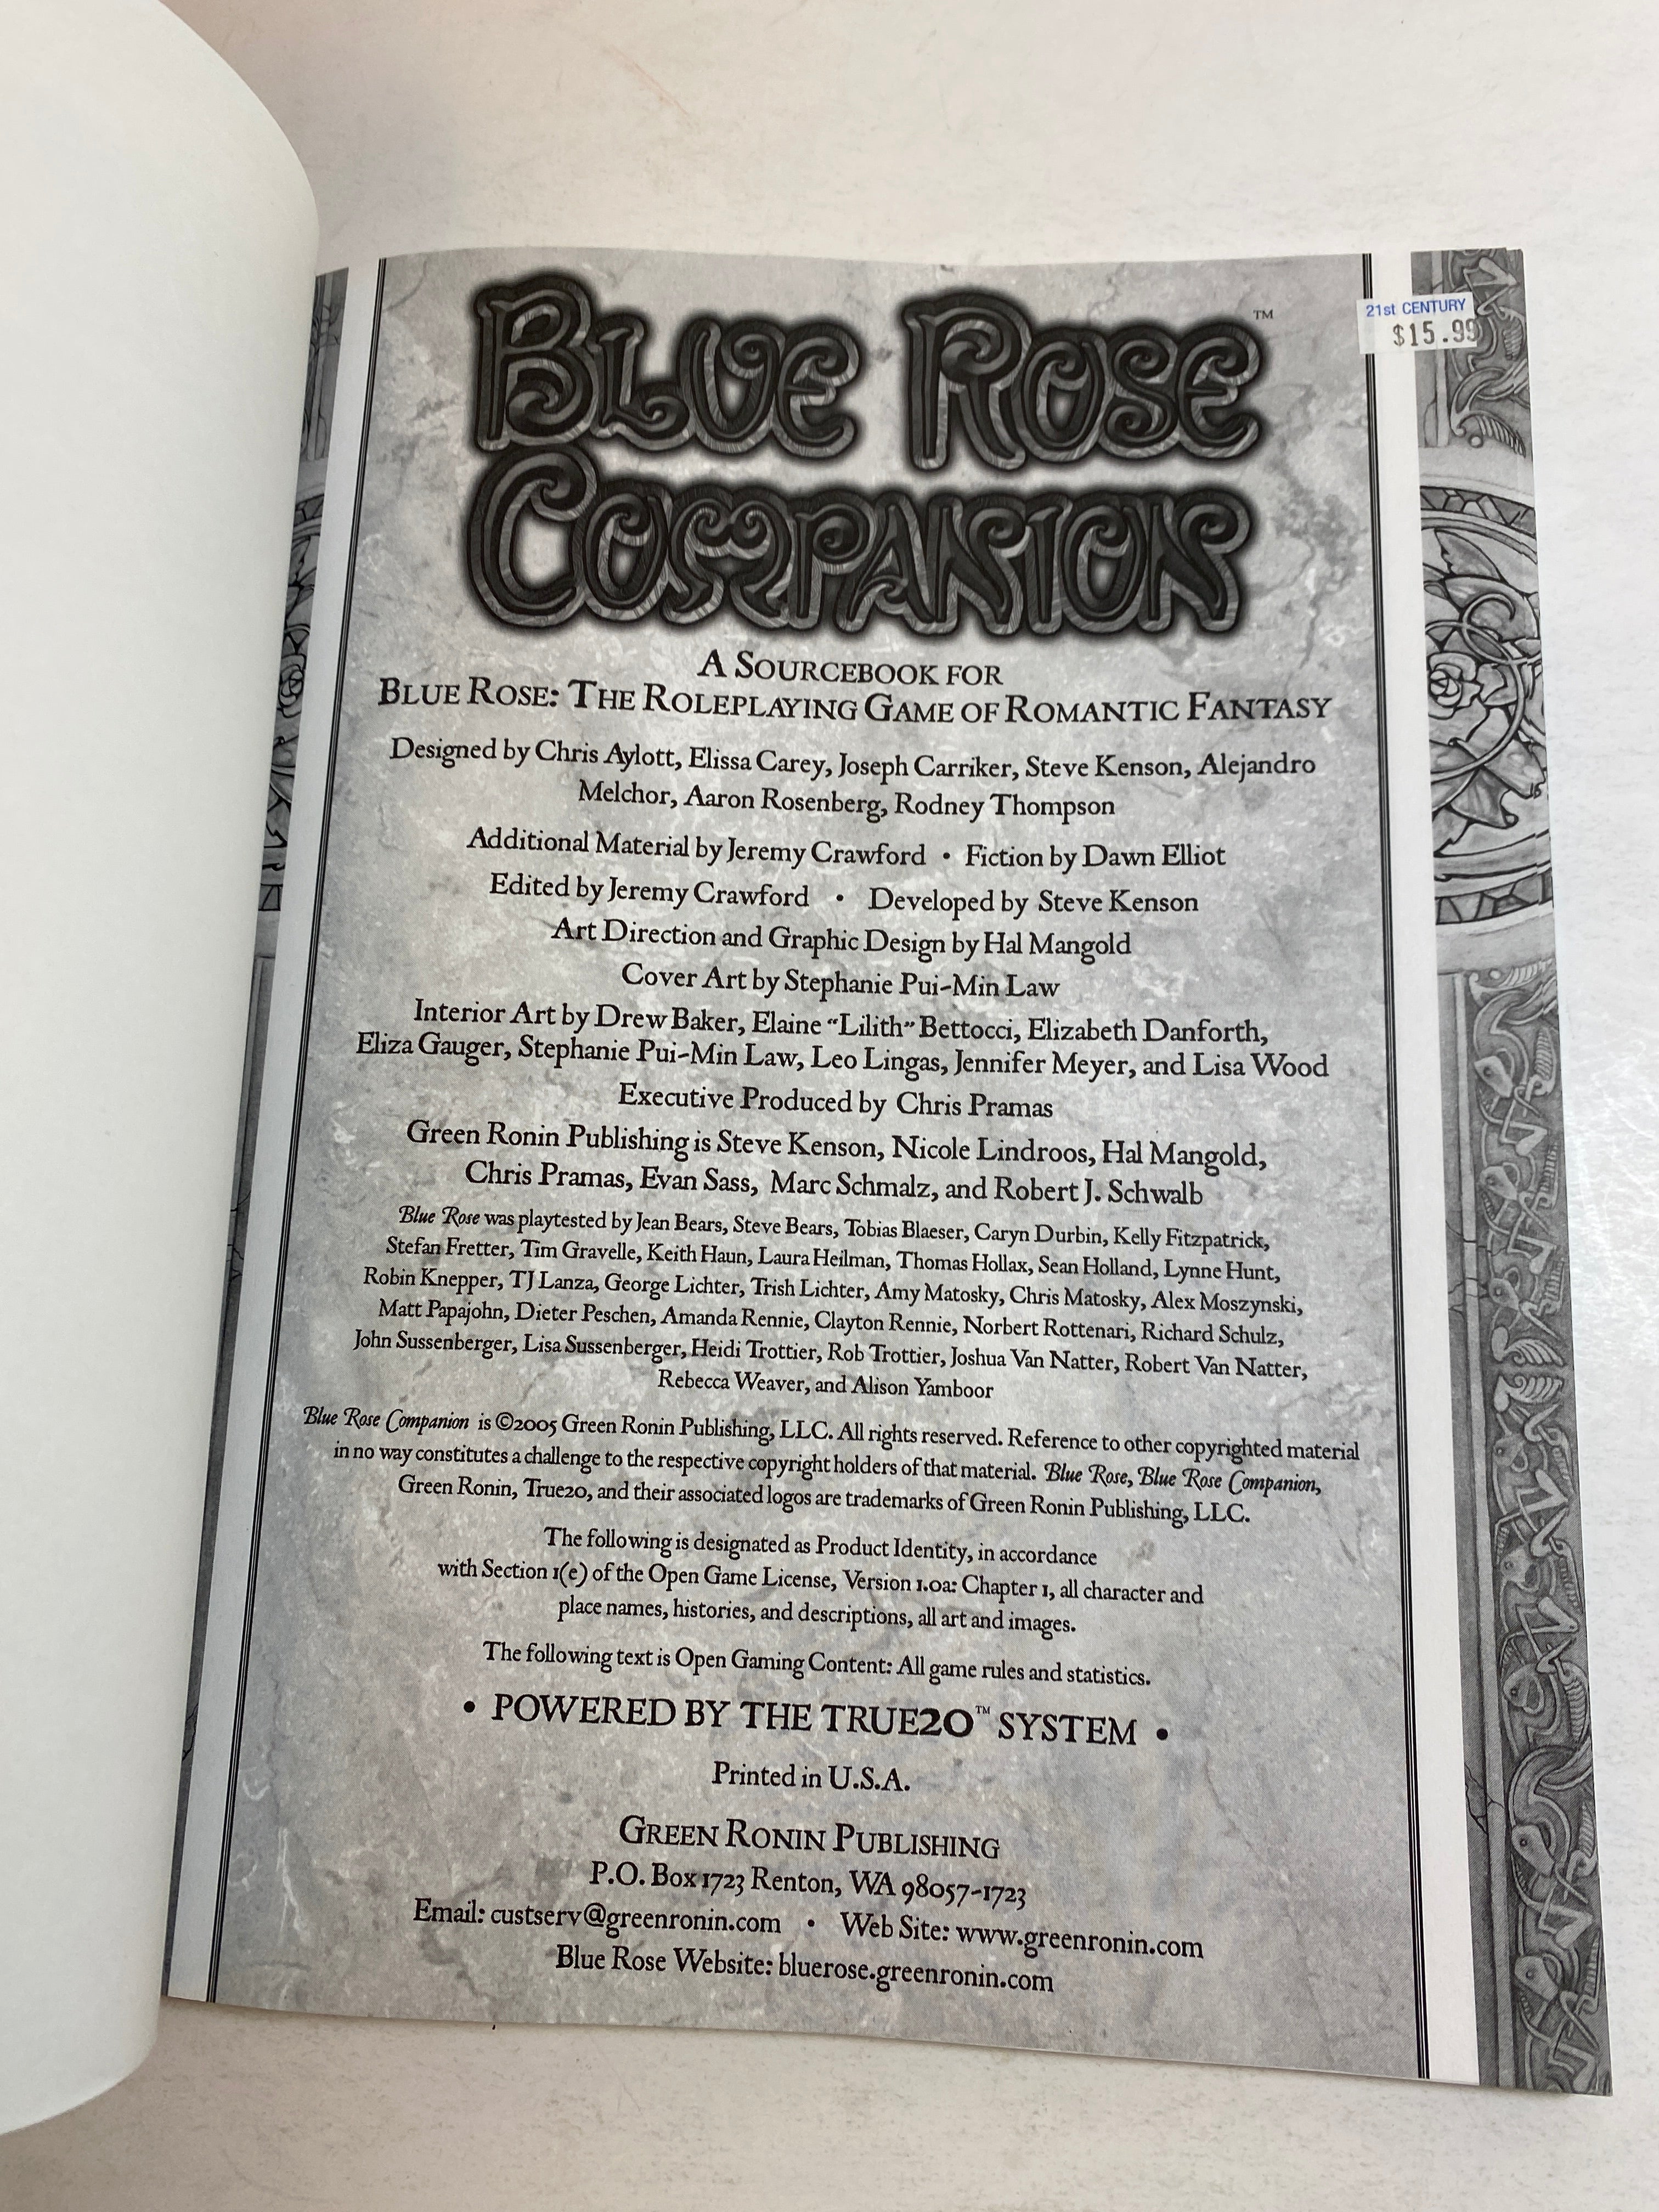 BLUE ROSE™
COMPANION
21st CENTURY
$15.99
A SOURCEBOOK FOR
BLUE ROSE: THE ROLEPLAYING GAME OF ROMANTIC FANTASY
Designed by Chris Aylott, Elissa Carey, Joseph Carriker, Steve Kenson, Alejandro
Melchor, Aaron Rosenberg, Rodney Thompson
Additional Material by Jeremy Crawford • Fiction by Dawn Elliot
Edited by Jeremy Crawford • Developed by Steve Kenson
Art Direction and Graphic Design by Hal Mangold
Cover Art by Stephanie Pui-Min Law
Interior Art by Drew Baker, Elaine “Lilith” Bettocci, Elizabeth Danforth,
Eliza Gauger, Stephanie Pui-Min Law, Leo Lingas, Jennifer Meyer, and Lisa Wood
Executive Produced by Chris Pramas
Green Ronin Publishing is Steve Kenson, Nicole Lindroos, Hal Mangold,
Chris Pramas, Evan Sass, Marc Schmalz, and Robert J. Schwalb
Blue Rose was playtested by Jean Bears, Steve Bears, Tobias Blaeser, Caryn Durbin, Kelly Fitzpatrick,
Stefan Fretter, Tim Gravelle, Keith Haun, Laura Heilman, Thomas Hollax, Sean Holland, Lynne Hunt,
Robin Knepper, TJ Lanza, George Lichter, Trish Lichter, Amy Matosky, Chris Matosky, Alex Moszynski,
Matt Papajohn, Dieter Peschen, Amanda Rennie, Clayton Rennie, Norbert Rottenari, Richard Schulz,
John Sussenberger, Lisa Sussenberger, Heidi Trottier, Rob Trottier, Joshua Van Natter, Robert Van Natter,
Rebecca Weaver, and Alison Yamboor
Blue Rose Companion is ©2005 Green Ronin Publishing, LLC. All rights reserved. Reference to other copyrighted material
in no way constitutes a challenge to the respective copyright holders of that material. Blue Rose, Blue Rose Companion,
Green Ronin, True20, and their associated logos are trademarks of Green Ronin Publishing, LLC.
The following is designated as Product Identity, in accordance
with Section 1(e) of the Open Game License, Version 1.0a: Chapter 1, all character and
place names, histories, and descriptions, all art and images.
The following text is Open Gaming Content: All game rules and statistics.
• POWERED BY THE TRUE20™ SYSTEM •
Printed in U.S.A.
GREEN RONIN PUBLISHING
P.O. Box 1723 Renton, WA 98057-1723
Email: custserv@greenronin.com • Web Site: www.greenronin.com
Blue Rose Website: bluerose.greenronin.com